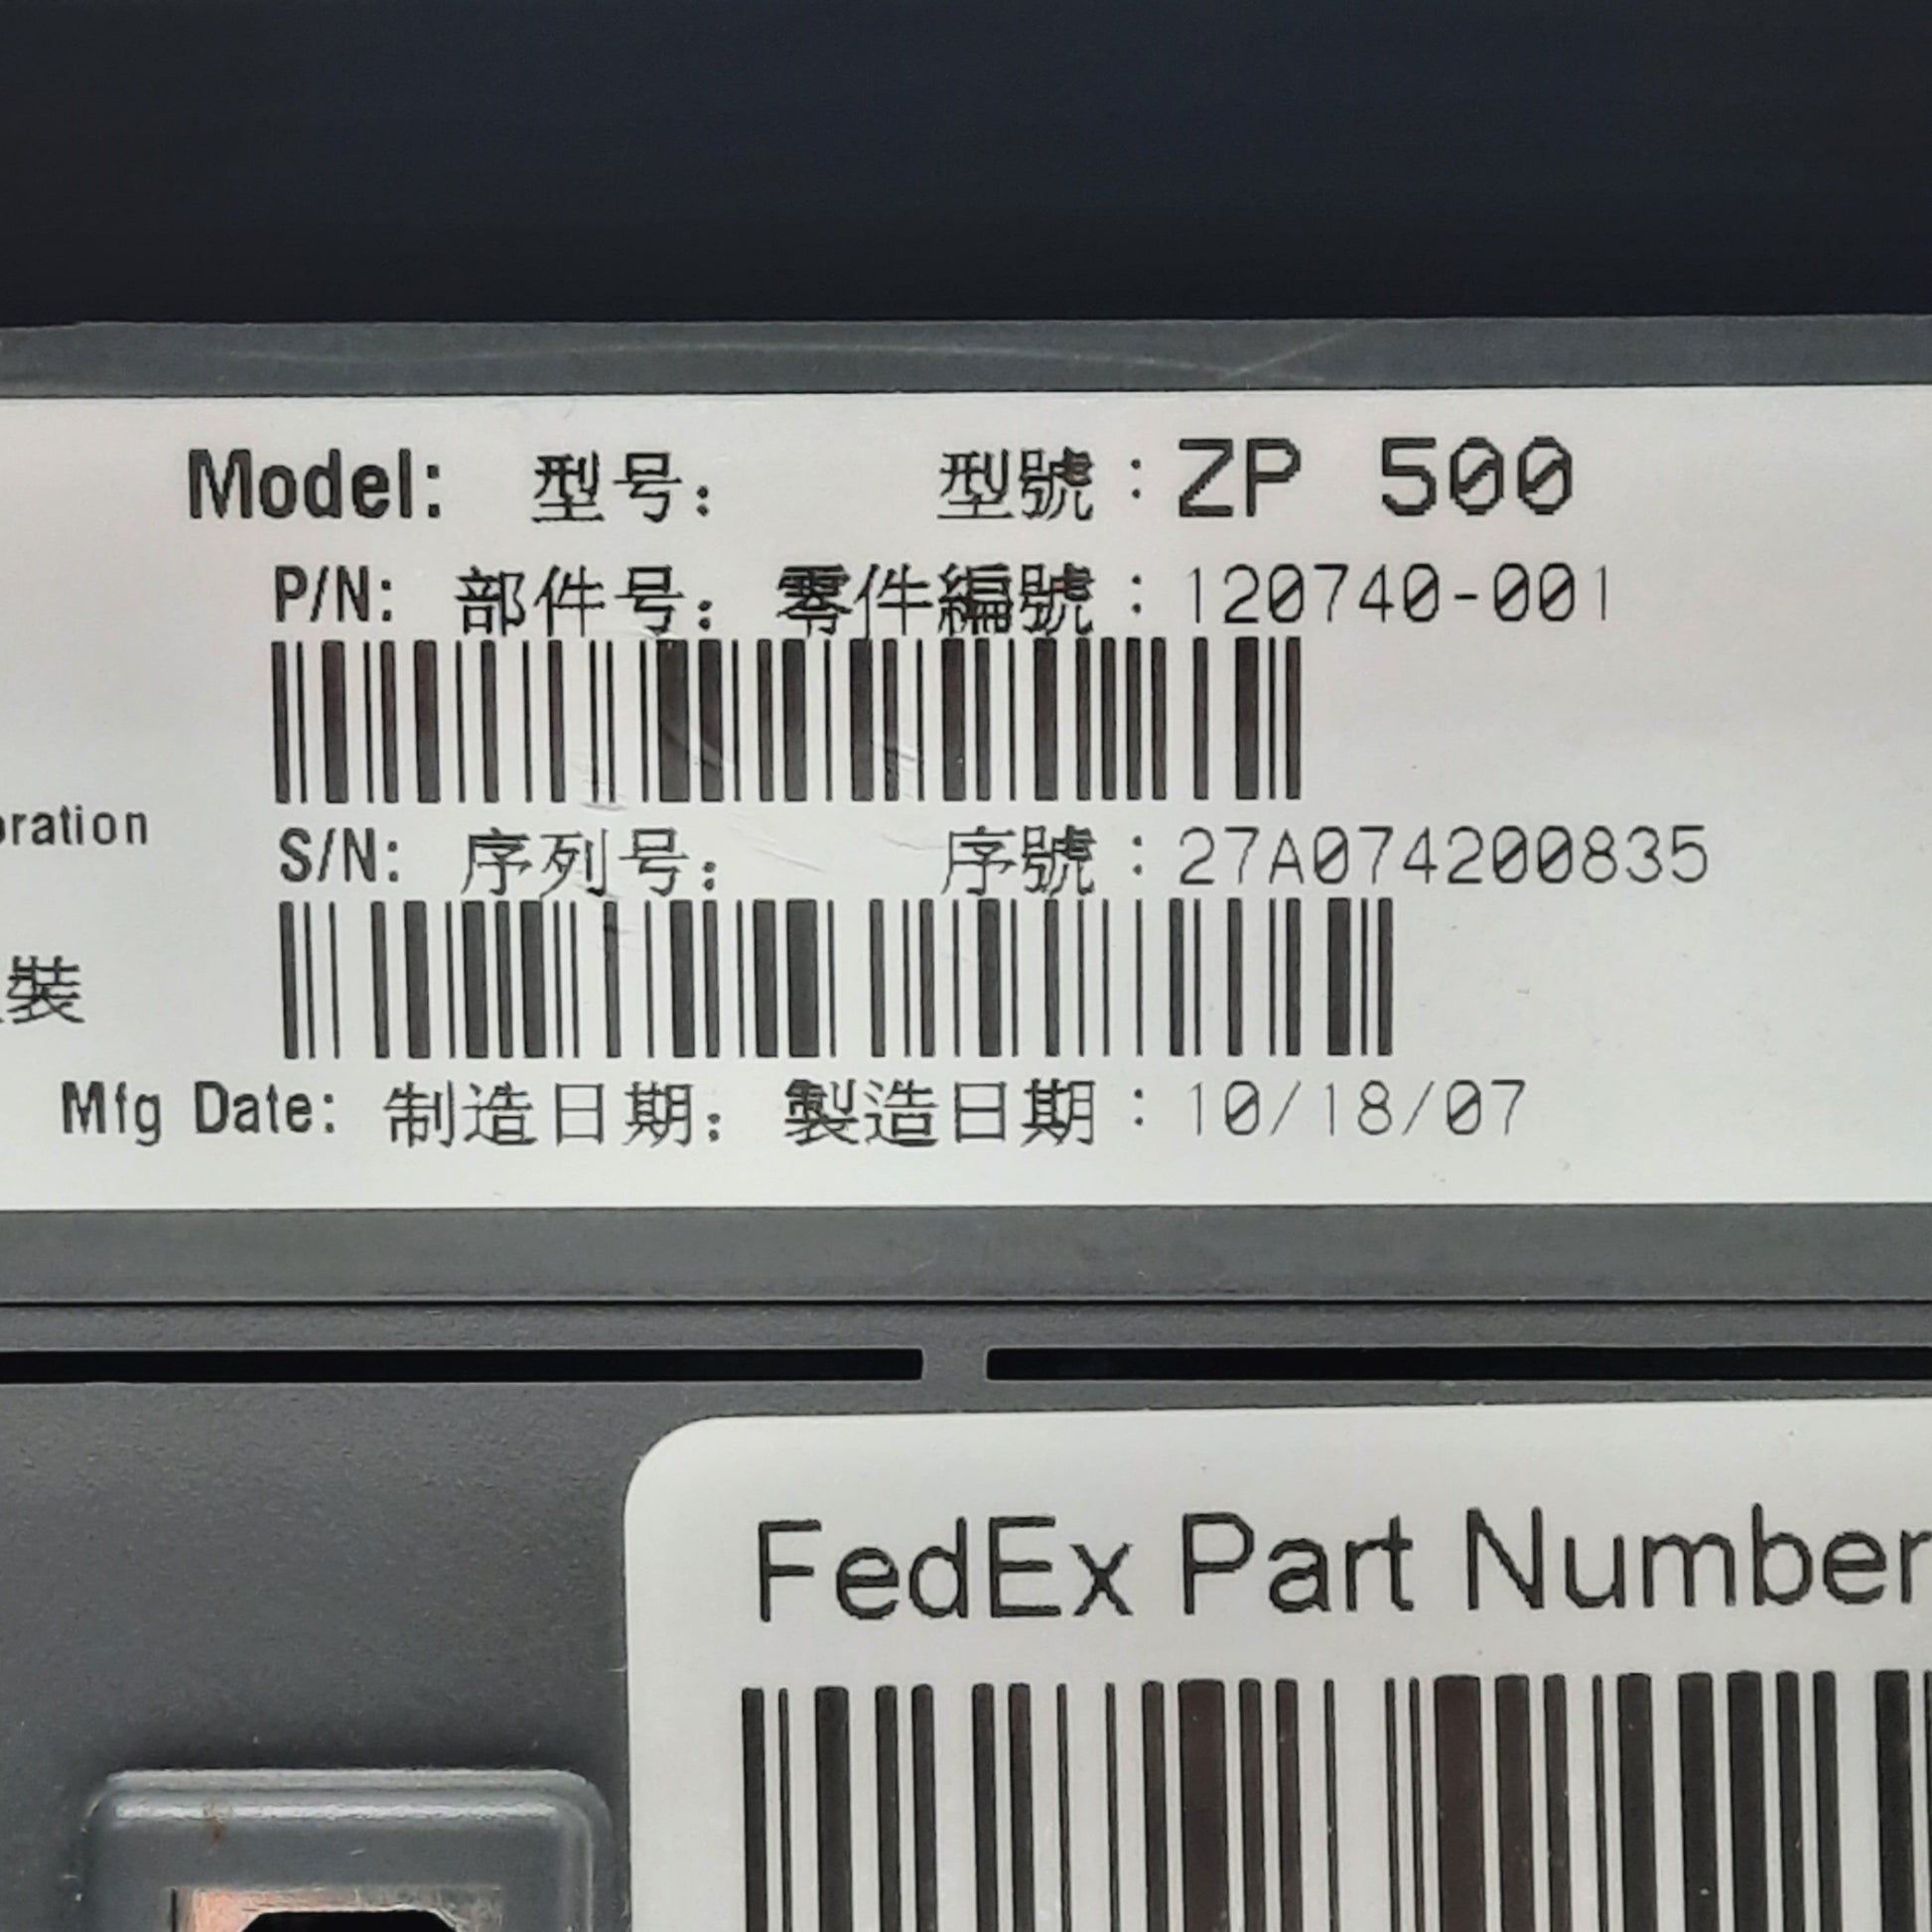 Model: 型号: 型號:ZP 500
P/N: 部件号: 零件編號:120740-001
oration
S/N: 序列号: 序號:27A074200835
裝
Mfg Date: 制造日期: 製造日期:10/18/07
FedEx Part Number